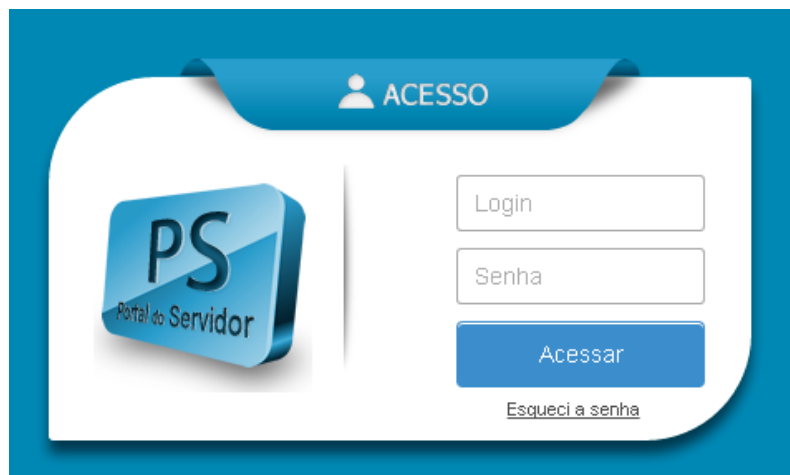 ACESSO
PS
Portal do Servidor
Login
Senha
Acessar
Esqueci a senha